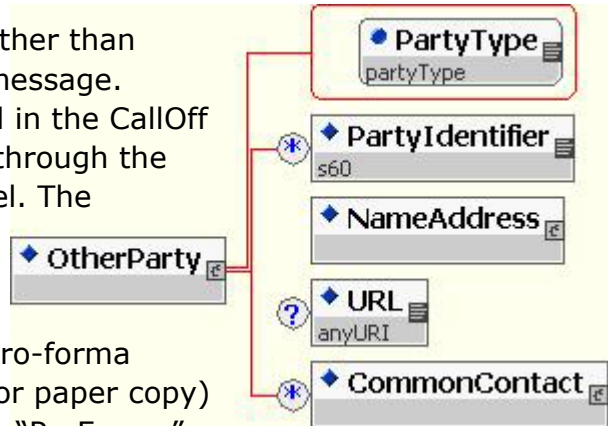 ther than
nessage.
in the CallOff
through the
el. The
ro-forma
or paper copy)
PartyType
partyType
PartyIdentifier
s60
NameAddress
OtherParty
URL
anyURI
CommonContact